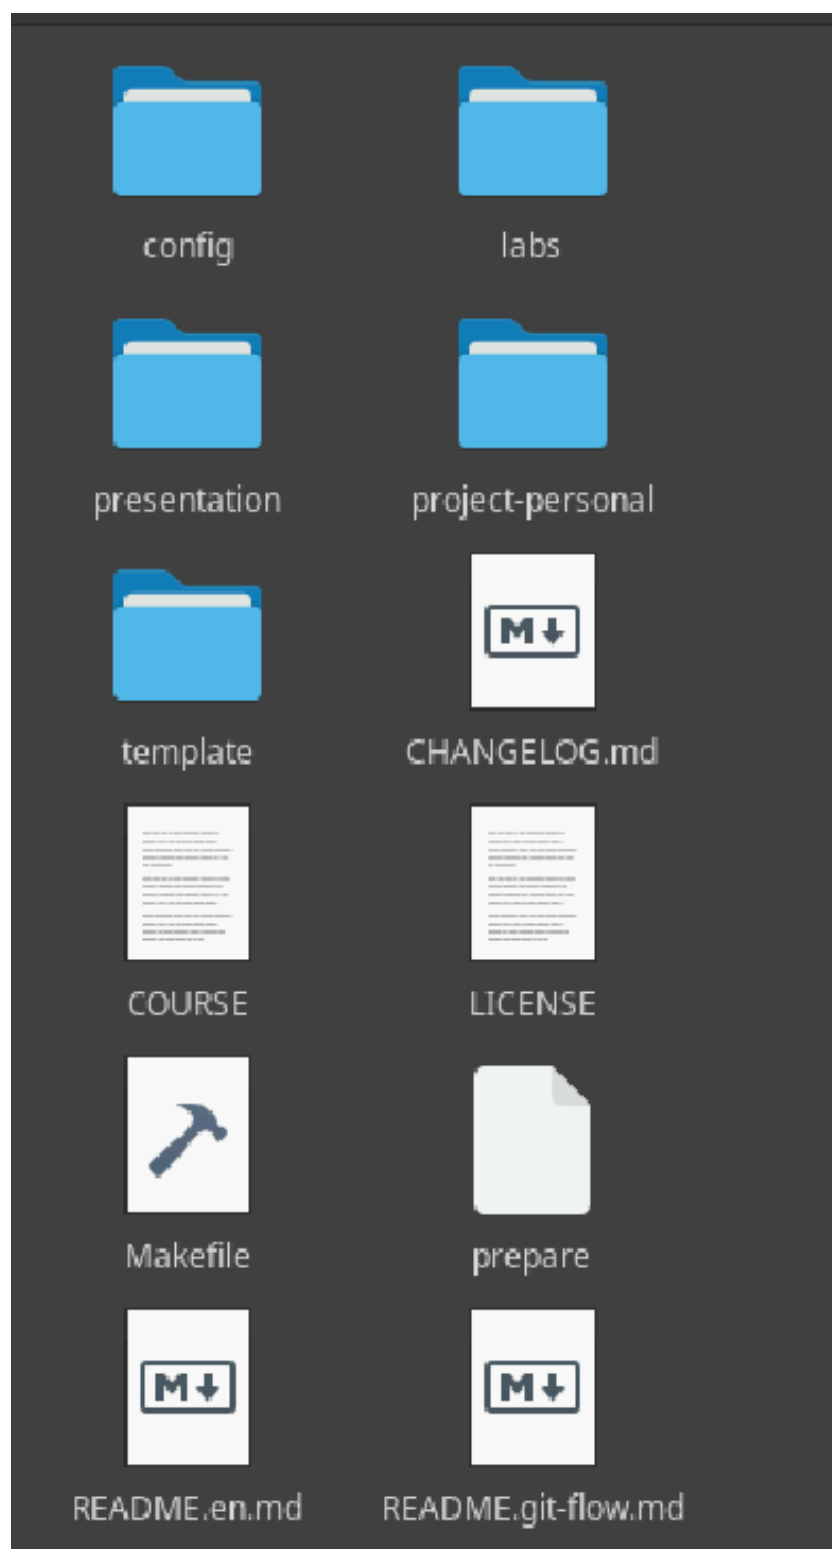 config
labs
presentation
project-personal
M
template
CHANGELOG.md
COURSE
LICENSE
Makefile
prepare
M
M
README.en.md
README.git-flow.md